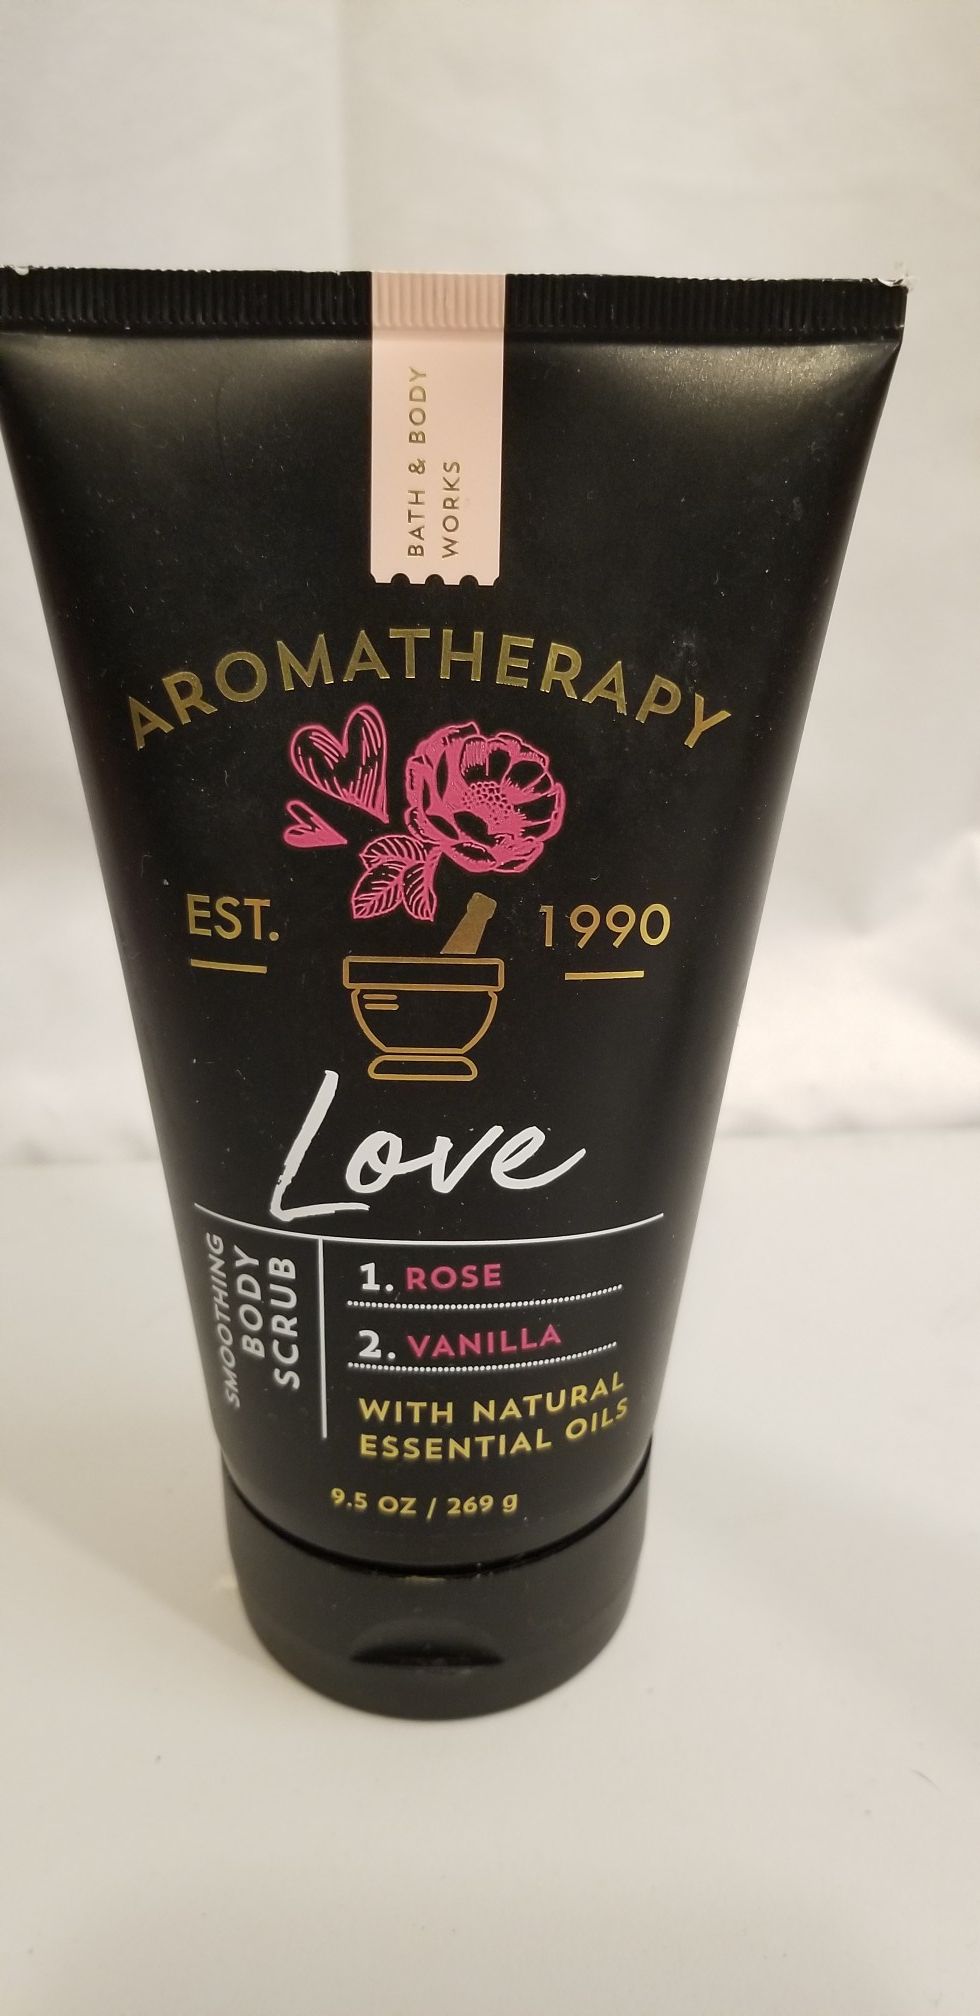 BATH & BODY
WORKS
AROMATHERAPY
EST. 1990
Love
SMOOTHING
BODY
SCRUB
1. ROSE
2. VANILLA
WITH NATURAL
ESSENTIAL OILS
9.5 OZ / 269 g